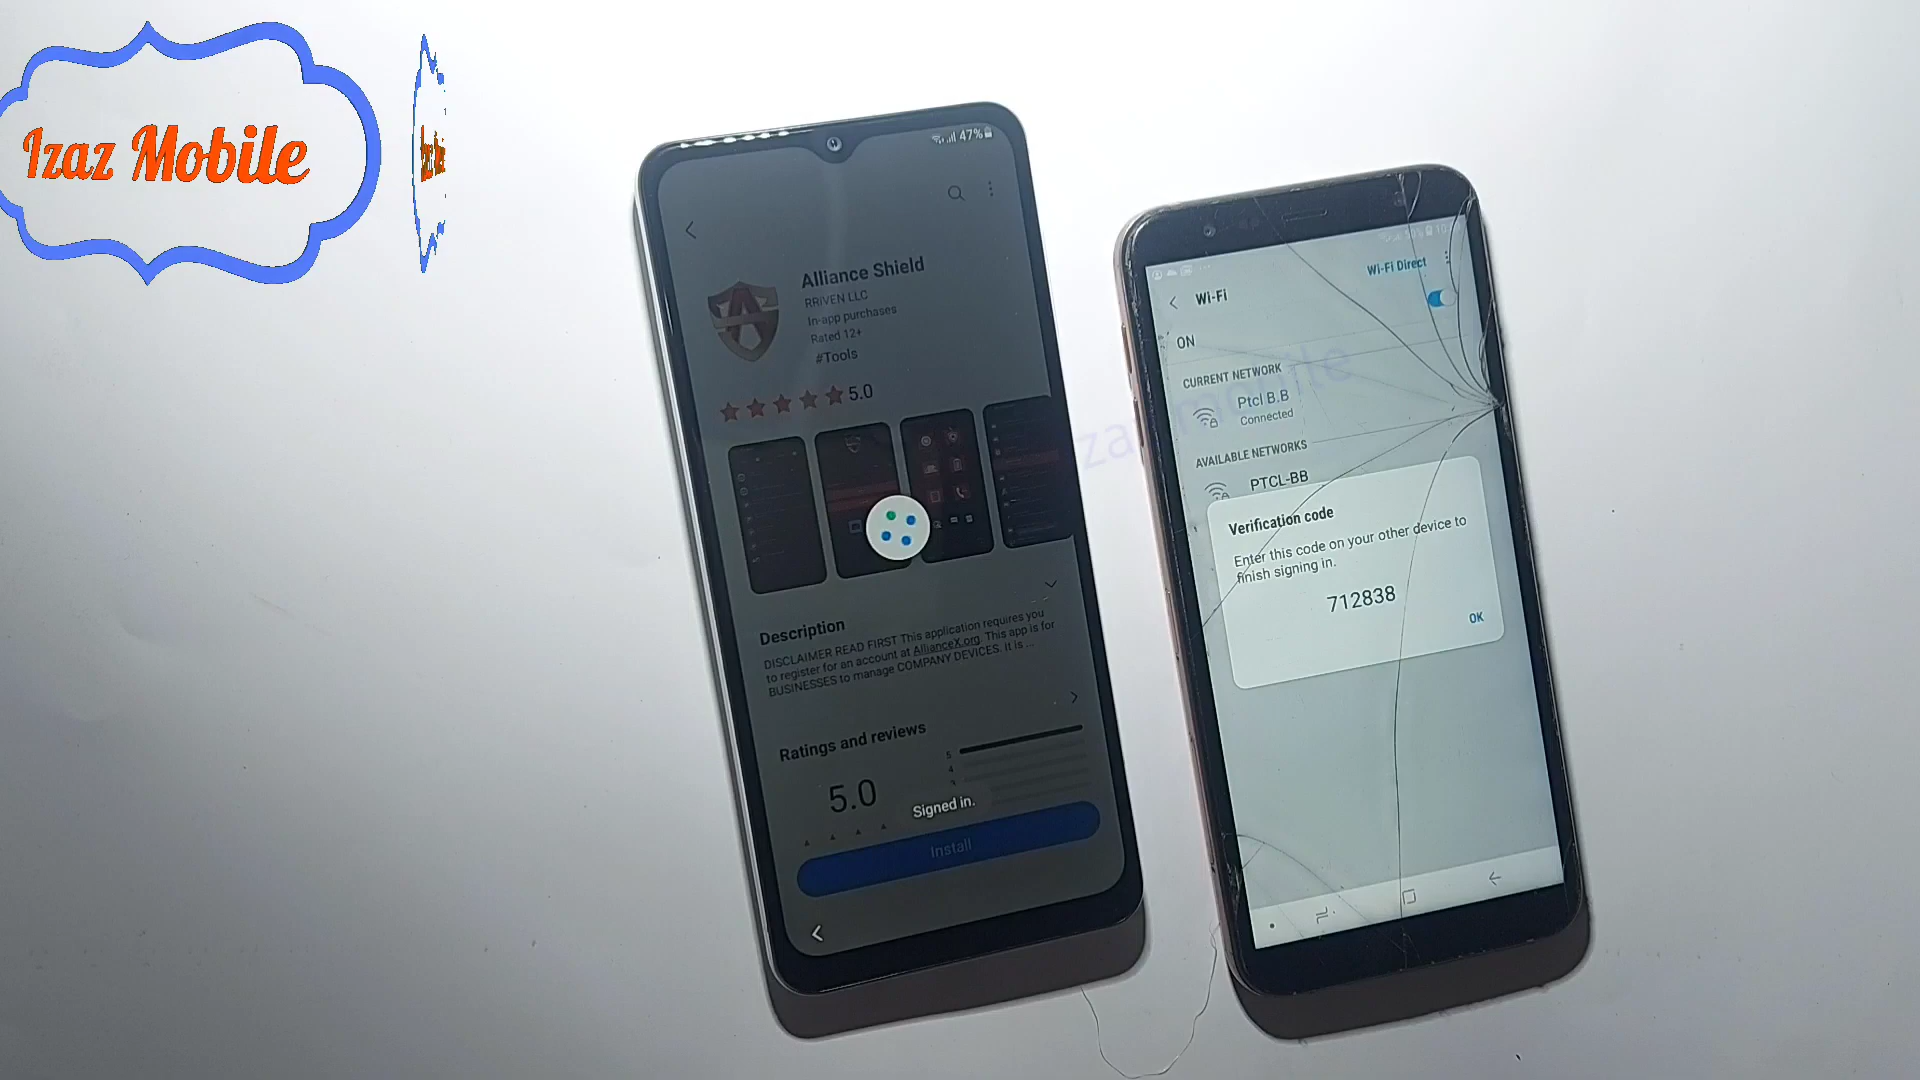 Izaz Mobile
47%
Alliance Shield
RRIVEN LLC
In-app purchases
Rated 12+
#Tools
5.0
Description
DISCLAIMER READ FIRST This application requires you
to register for an account at AllianceX.org. This app is for
BUSINESSES to manage COMPANY DEVICES. It is ...
Ratings and reviews
5
4
3
5.0
Signed in.
Install
Wi-Fi Direct
Wi-Fi
ON
CURRENT NETWORK
Ptcl B.B
Connected
AVAILABLE NETWORKS
PTCL-BB
Verification code
Enter this code on your other device to
finish signing in.
712838
OK